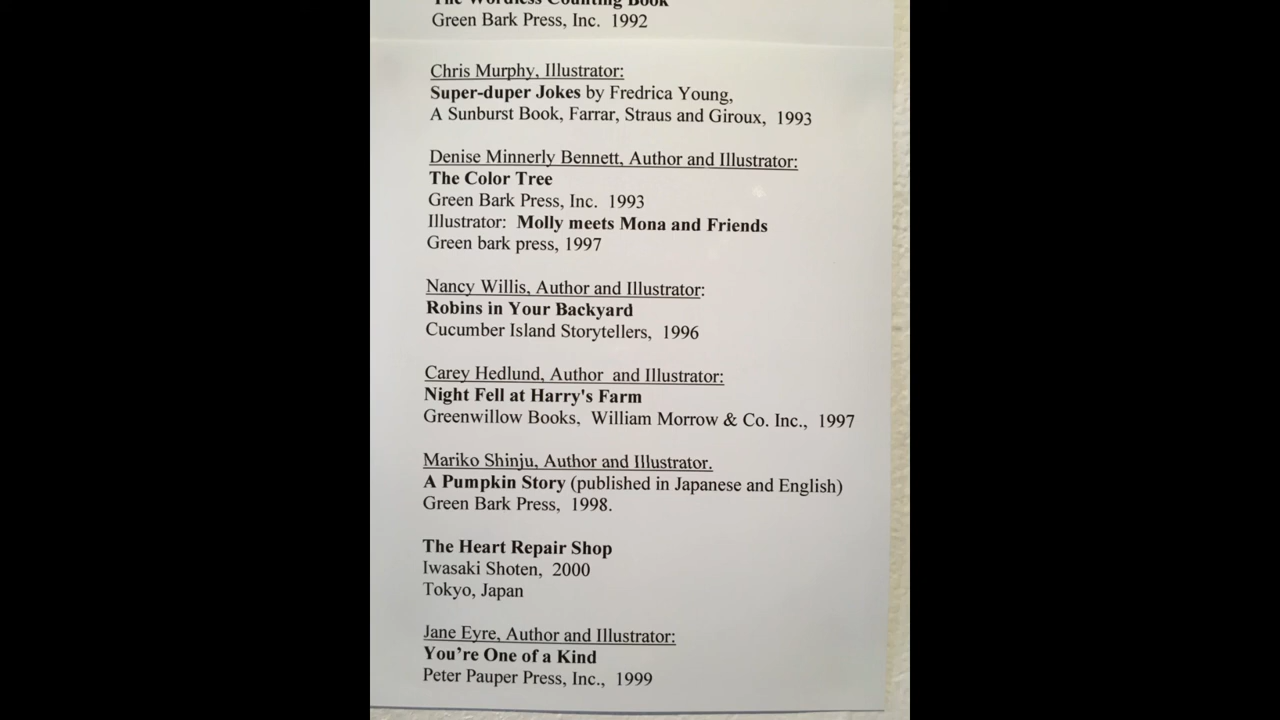 The Wordless Counting Book
Green Bark Press, Inc. 1992
Chris Murphy, Illustrator:
Super-duper Jokes by Fredrica Young,
A Sunburst Book, Farrar, Straus and Giroux, 1993
Denise Minnerly Bennett, Author and Illustrator:
The Color Tree
Green Bark Press, Inc. 1993
Illustrator: Molly meets Mona and Friends
Green bark press, 1997
Nancy Willis, Author and Illustrator:
Robins in Your Backyard
Cucumber Island Storytellers, 1996
Carey Hedlund, Author and Illustrator:
Night Fell at Harry's Farm
Greenwillow Books, William Morrow & Co. Inc., 1997
Mariko Shinju, Author and Illustrator.
A Pumpkin Story (published in Japanese and English)
Green Bark Press, 1998.
The Heart Repair Shop
Iwasaki Shoten, 2000
Tokyo, Japan
Jane Eyre, Author and Illustrator:
You’re One of a Kind
Peter Pauper Press, Inc., 1999